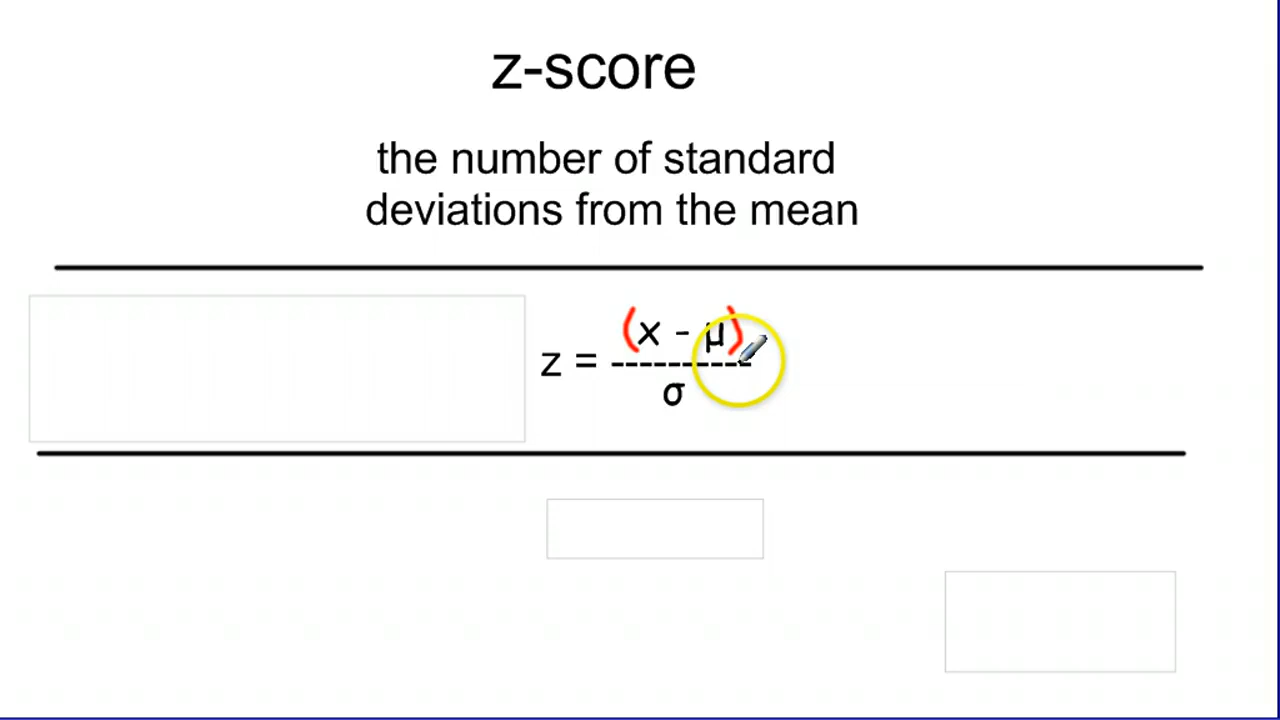 z-score
the number of standard
deviations from the mean
(x - µ)
z = ----------
σ